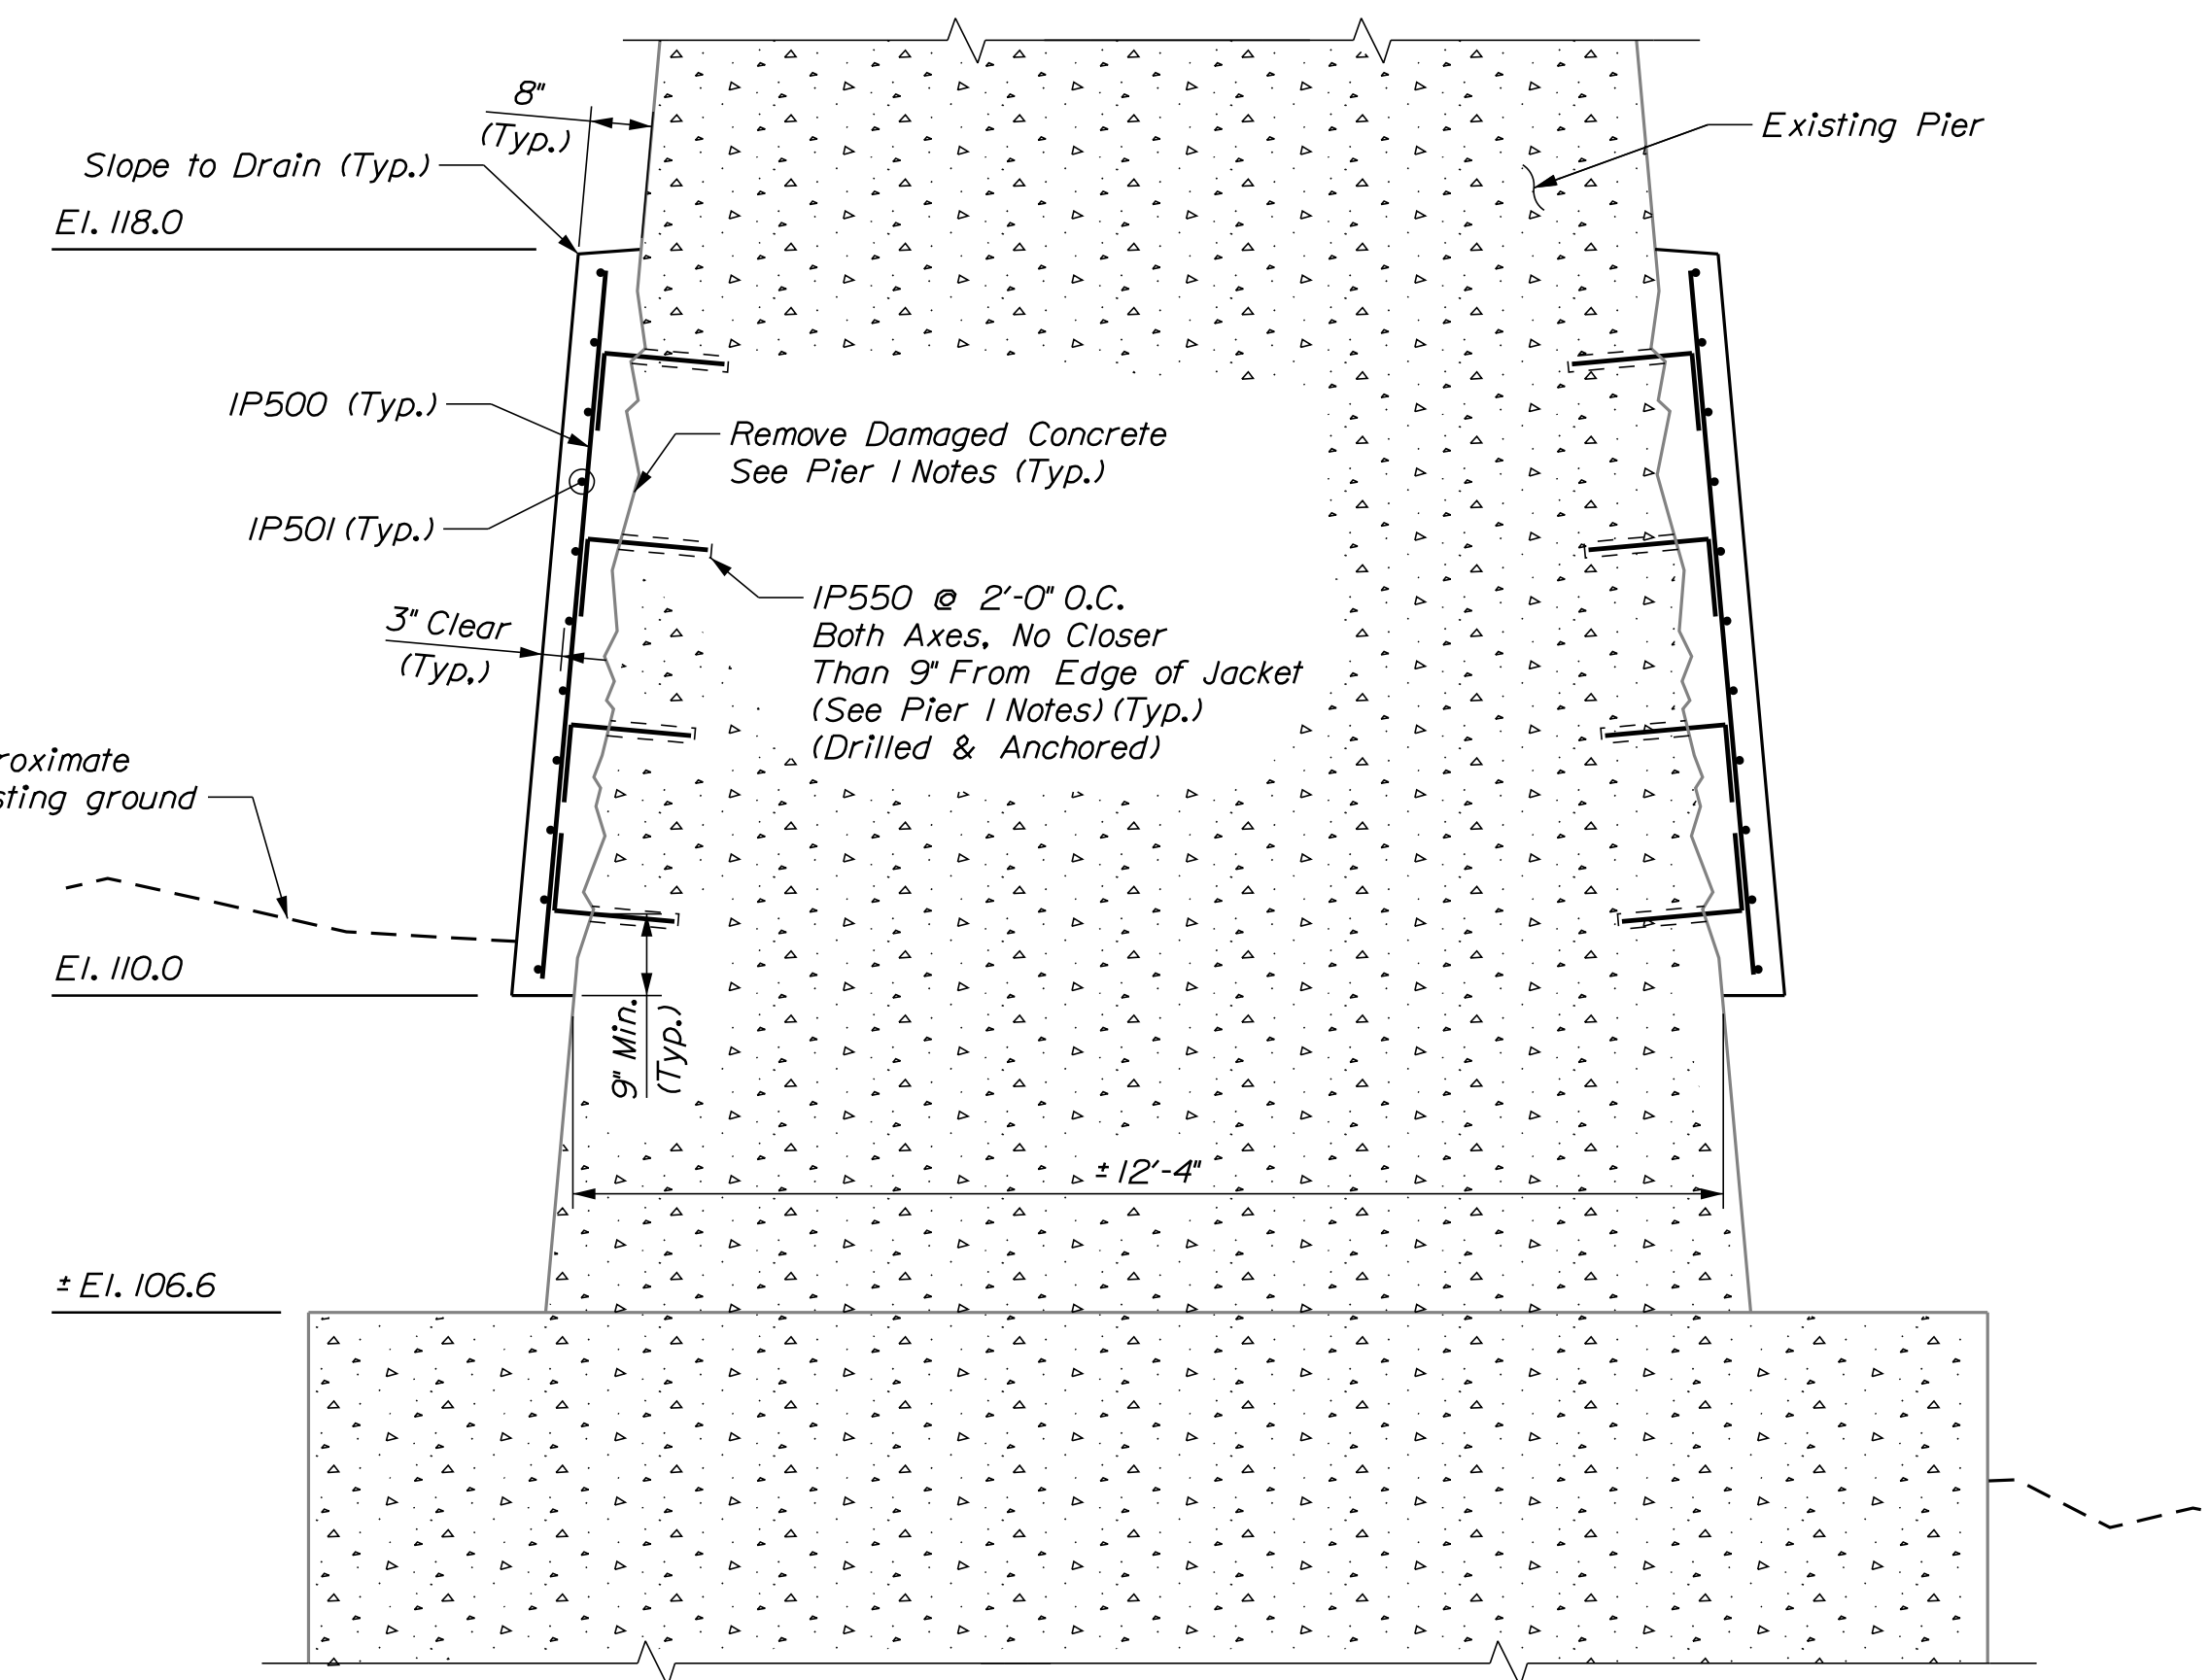 8"
(Typ.)
Slope to Drain (Typ.)
El. 118.0
Existing Pier
1P500 (Typ.)
Remove Damaged Concrete
See Pier 1 Notes (Typ.)
1P501 (Typ.)
1P550 @ 2'-0" O.C.
Both Axes, No Closer
Than 9" From Edge of Jacket
(See Pier 1 Notes) (Typ.)
(Drilled & Anchored)
3" Clear
(Typ.)
roximate
sting ground
El. 110.0
9" Min.
(Typ.)
± 12'-4"
± El. 106.6